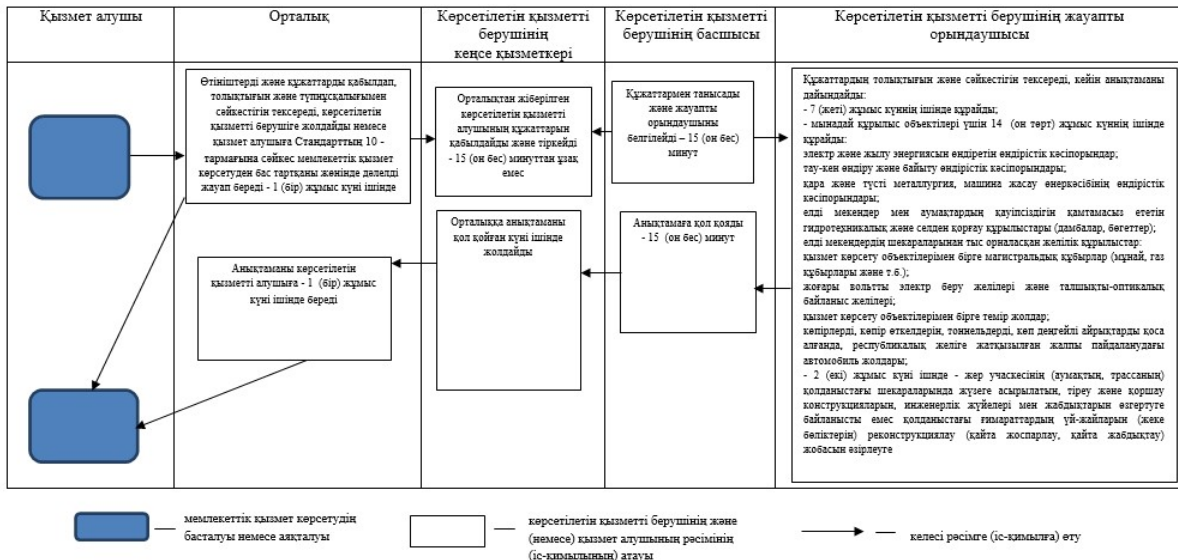 Қызмет алушы
Орталық
Көрсетілетін қызметті
берушінің
кеңсе қызметкері
Көрсетілетін қызметті
берушінің басшысы
Көрсетілетін қызметті берушінің жауапты
орындаушысы
Өтініштерді және құжаттарды қабылдап,
толықтығын және түпнұсқалығымен
сәйкестігін тексереді, көрсетілетін
қызметті берушіге жолдайды немесе
қызмет алушыға Стандарттың 10 -
тармағына сәйкес мемлекеттік қызмет
көрсетуден бас тартқаны жөнінде дәлелді
жауап береді - 1 (бір) жұмыс күні ішінде
Орталықтан жіберілген
көрсетілетін қызметті
алушының құжаттарын
қабылдайды және тіркейді
- 15 (он бес) минуттан ұзақ
емес
Құжаттармен танысады
және жауапты
орындаушыны
белгілейді – 15 (он бес)
минут
Құжаттардың толықтығын және сәйкестігін тексереді, кейін анықтаманы
дайындайды:
- 7 (жеті) жұмыс күннің ішінде құрайды;
- мынадай құрылыс объектілері үшін 14 (он төрт) жұмыс күннің ішінде
құрайды:
электр және жылу энергиясын өндіретін өндірістік кәсіпорындар;
тау-кен өндіру және байыту өндірістік кәсіпорындары;
қара және түсті металлургия, машина жасау өнеркәсібінің өндірістік
кәсіпорындары;
елді мекендер мен аумақтардың қауіпсіздігін қамтамасыз ететін
гидротехникалық және селден қорғау құрылыстары (дамбалар, бөгеттер);
елді мекендердің шекараларынан тыс орналасқан желілік құрылыстар:
қызмет көрсету объектілерімен бірге магистральдық құбырлар (мұнай, газ
құбырлары және т.б.);
жоғары вольтты электр беру желілері және талшықты-оптикалық
байланыс желілері;
қызмет көрсету объектілерімен бірге темір жолдар;
көпірлерді, көпір өткелдерін, тоннельдерді, көп деңгейлі айрықтарды қоса
алғанда, республикалық желіге жатқызылған жалпы пайдаланудағы
автомобиль жолдары;
- 2 (екі) жұмыс күні ішнде - жер учаскесінің (аумақтың, трассаның)
қолданыстағы шекараларында жүзеге асырылатын, тіреу және қоршау
конструкцияларын, инженерлік жүйелері мен жабдықтарын өзгертуге
байланысты емес қолданыстағы ғимараттардың үй-жайларын (жеке
бөліктерін) реконструкциялау (қайта жоспарлау, қайта жабдықтау)
жобасын әзірлеуге
Анықтамаға қол қояды
- 15 (он бес) минут
Орталыққа анықтаманы
қол қойған күні ішінде
жолдайды
Анықтаманы көрсетілетін
қызметті алушыға - 1 (бір) жұмыс
күні ішінде береді
мемлекеттік қызмет көрсетудің
басталуы немесе аяқталуы
көрсетілетін қызметті берушінің және
(немесе) қызмет алушының рәсімінің
(іс-қимылының) атауы
келесі рәсімге (іс-қимылға) өту